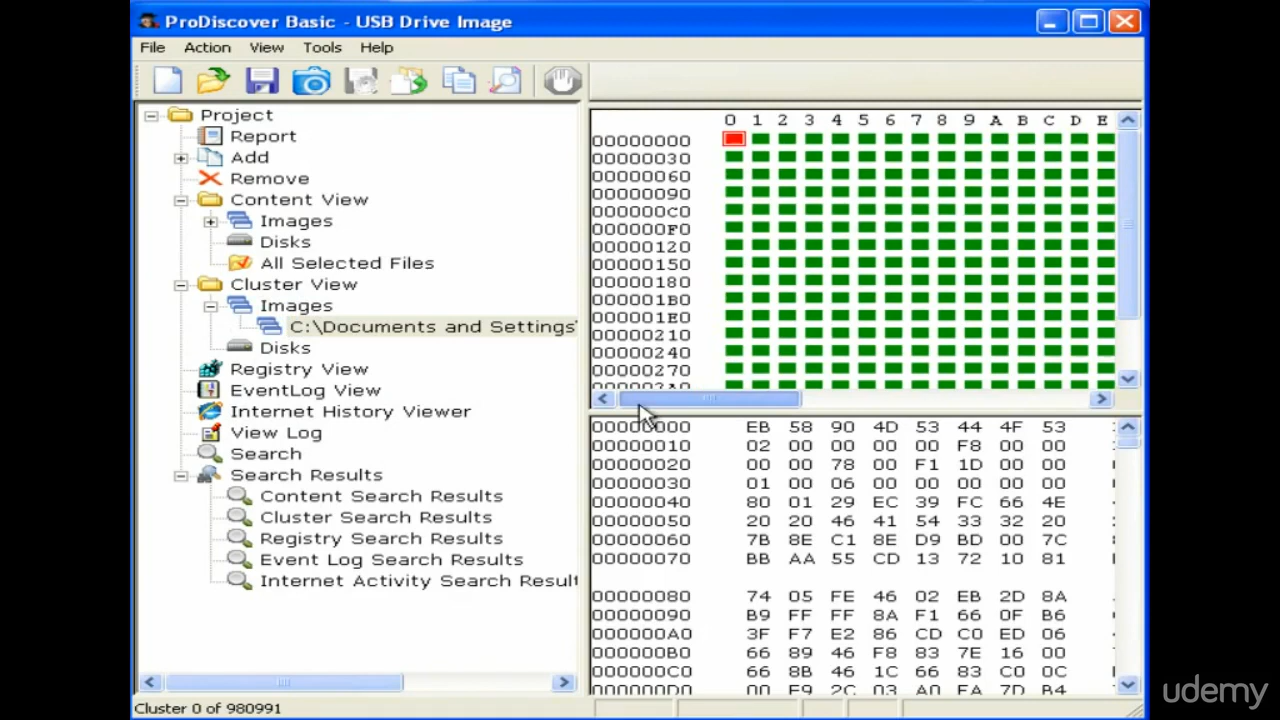 ProDiscover Basic - USB Drive Image
File Action View Tools Help
Project
Report
Add
Remove
Content View
Images
Disks
All Selected Files
Cluster View
Images
C:\Documents and Settings
Disks
Registry View
EventLog View
Internet History Viewer
View Log
Search
Search Results
Content Search Results
Cluster Search Results
Registry Search Results
Event Log Search Results
Internet Activity Search Result
0 1 2 3 4 5 6 7 8 9 A B C D E
00000000
00000030
00000060
00000090
000000C0
000000F0
00000120
00000150
00000180
000001B0
000001E0
00000210
00000240
00000270
000002A0
00000000 EB 58 90 4D 53 44 4F 53
00000010 02 00 00 00 00 F8 00 00
00000020 00 00 78 00 F1 1D 00 00
00000030 01 00 06 00 00 00 00 00
00000040 80 01 29 EC 39 FC 66 4E
00000050 20 20 46 41 54 33 32 20
00000060 7B 8E C1 8E D9 BD 00 7C
00000070 BB AA 55 CD 13 72 10 81
00000080 74 05 FE 46 02 EB 2D 8A
00000090 B9 FF FF 8A F1 66 0F B6
000000A0 3F F7 E2 86 CD C0 ED 06
000000B0 66 89 46 F8 83 7E 16 00
000000C0 66 8B 46 1C 66 83 C0 0C
000000D0 00 E9 2C 03 A0 FA 7D B4
Cluster 0 of 980991
udemy